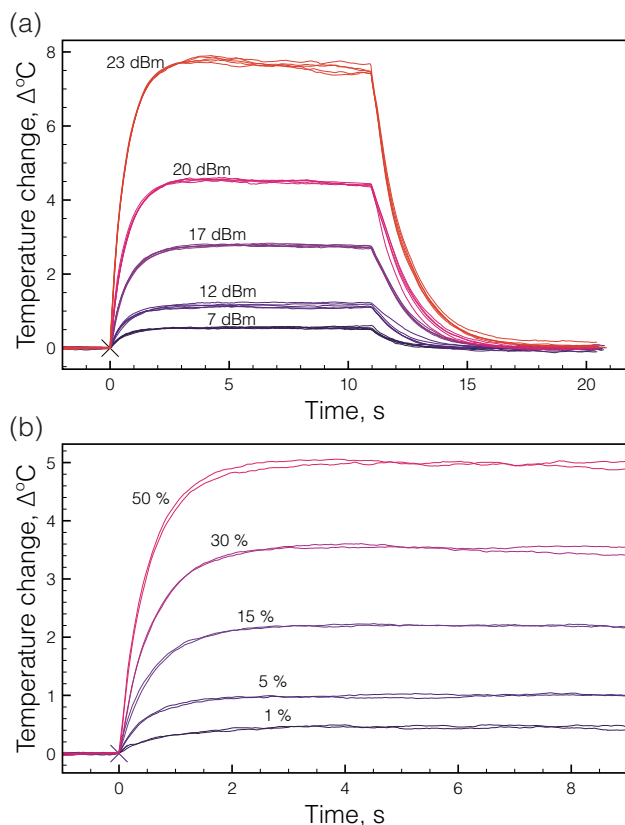 (a)
Temperature change, Δ°C
8
6
4
2
0
23 dBm
20 dBm
17 dBm
12 dBm
7 dBm
0 5 10 15 20
Time, s
(b)
Temperature change, Δ°C
5
4
3
2
1
0
50 %
30 %
15 %
5 %
1 %
0 2 4 6 8
Time, s